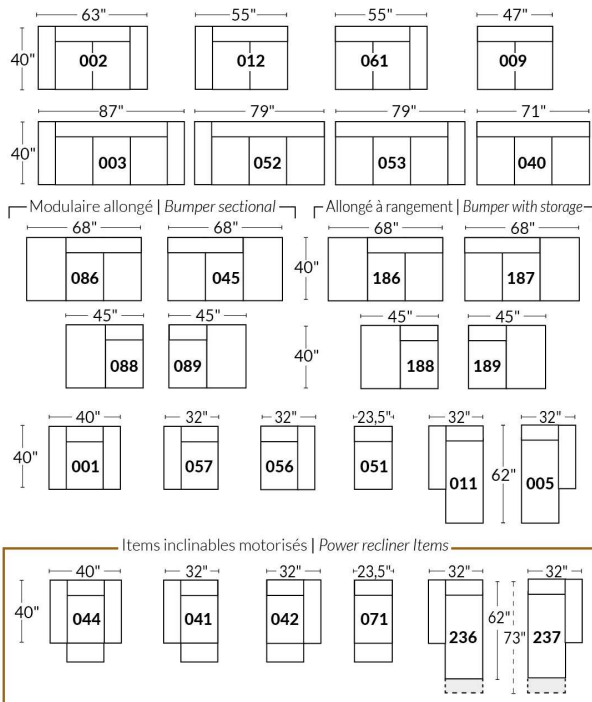 63" 55" 55" 47"
40" 002 012 061 009
87" 79" 79" 71"
40" 003 052 053 040
Modulaire allongé | Bumper sectional
68" 68"
086 045
45" 45"
088 089
Allongé à rangement | Bumper with storage
68" 68"
40" 186 187
45" 45"
40" 188 189
40" 32" 32" 23,5" 32" 32"
40" 001 057 056 051 011 62" 005
Items inclinables motorisés | Power recliner Items
40" 32" 32" 23,5" 32" 32"
40" 044 041 042 071 236 62" 73" 237